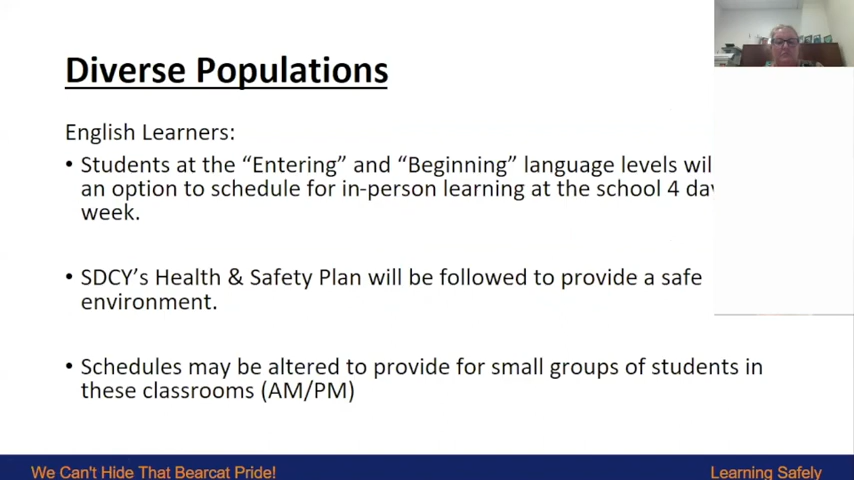 Diverse Populations
English Learners:
• Students at the “Entering” and “Beginning” language levels
an option to schedule for in-person learning at the school 4
week.
• SDCY’s Health & Safety Plan will be followed to provide a safe
environment.
• Schedules may be altered to provide for small groups of students in
these classrooms (AM/PM)
We Can't Hide That Bearcat Pride!
Learning Safely